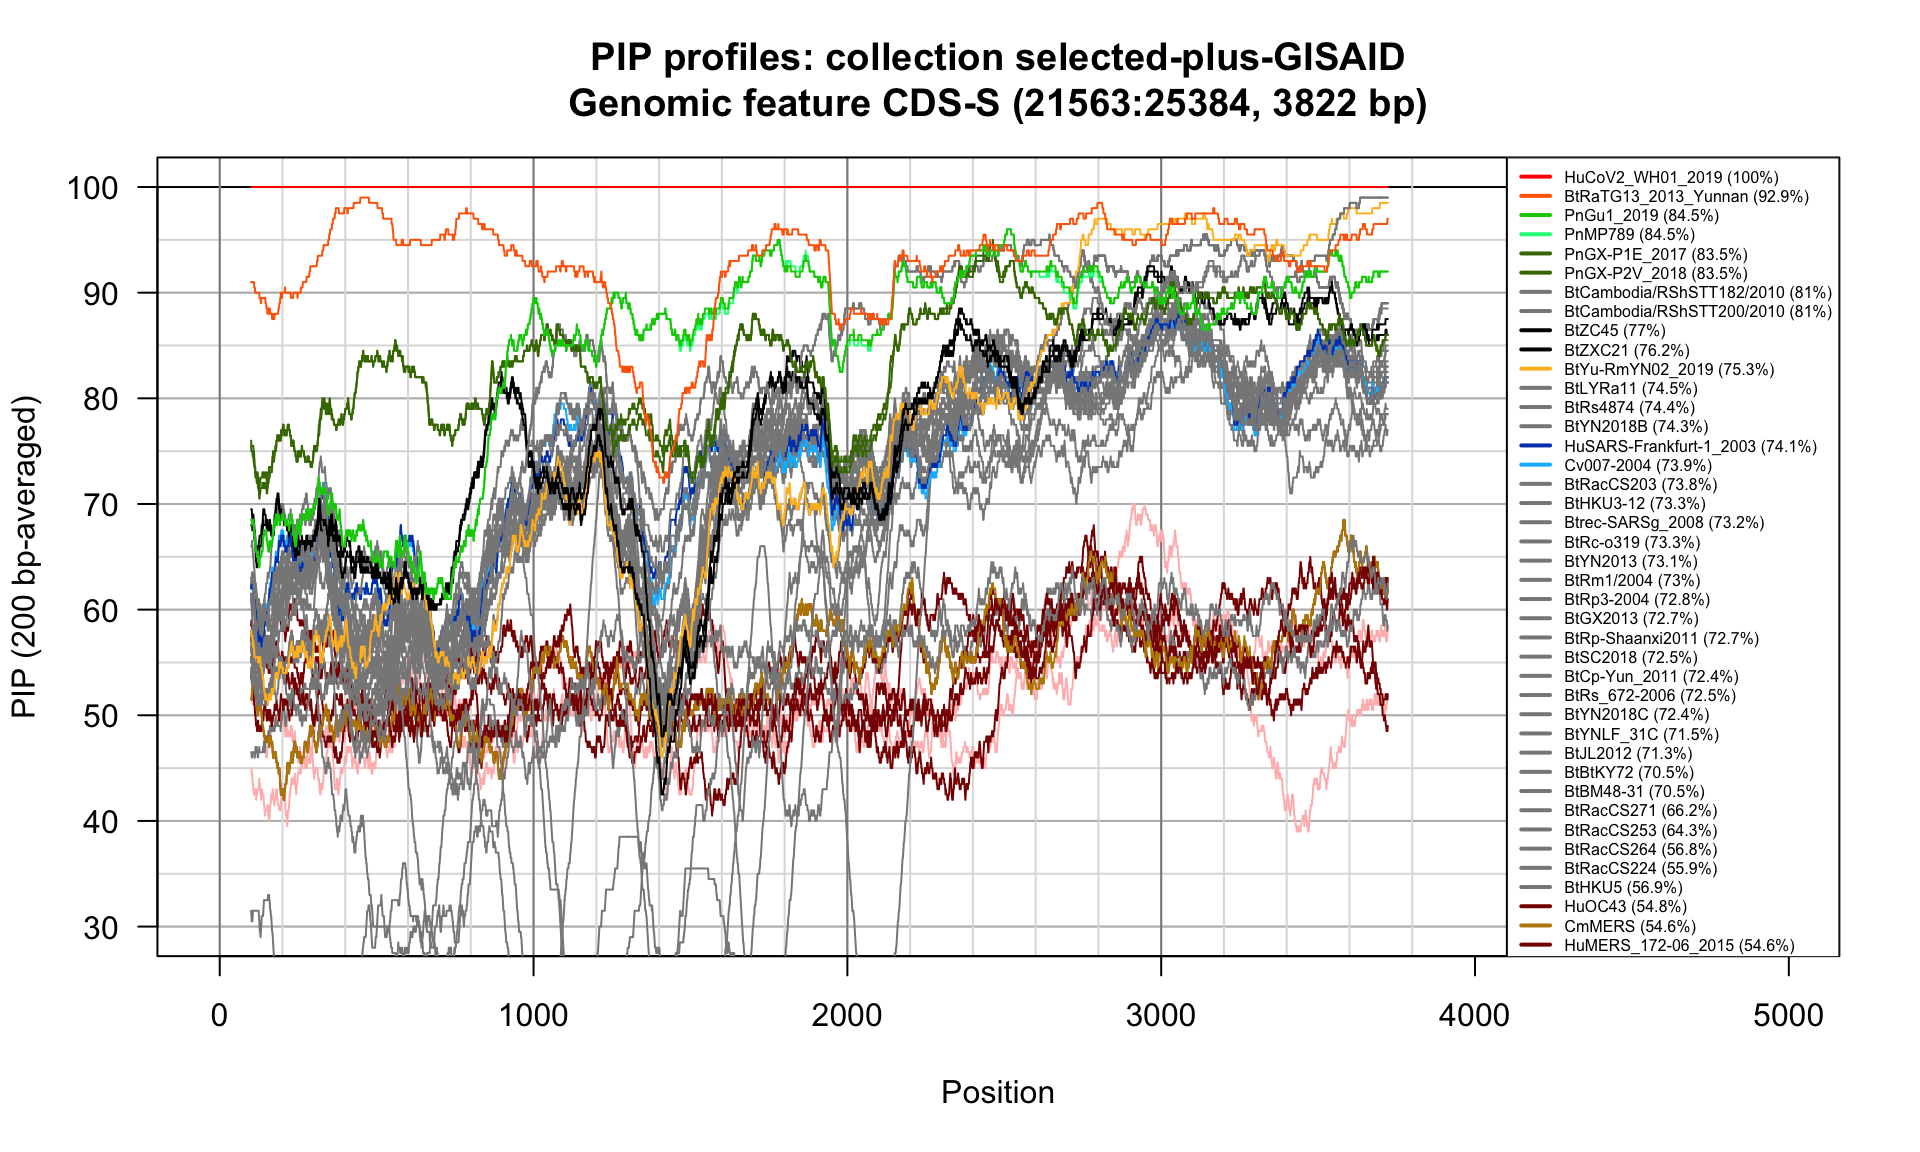 PIP profiles: collection selected-plus-GISAID
Genomic feature CDS-S (21563:25384, 3822 bp)
PIP (200 bp-averaged)
100
90
80
70
60
50
40
30
0
1000
2000
3000
4000
5000
Position
HuCoV2_WH01_2019 (100%)
BtRaTG13_2013_Yunnan (92.9%)
PnGu1_2019 (84.5%)
PnMP789 (84.5%)
PnGX-P1E_2017 (83.5%)
PnGX-P2V_2018 (83.5%)
BtCambodia/RShSTT182/2010 (81%)
BtCambodia/RShSTT200/2010 (81%)
BtZC45 (77%)
BtZXC21 (76.2%)
BtYu-RmYN02_2019 (75.3%)
BtLYRa11 (74.5%)
BtRs4874 (74.4%)
BtYN2018B (74.3%)
HuSARS-Frankfurt-1_2003 (74.1%)
Cv007-2004 (73.9%)
BtRacCS203 (73.8%)
BtHKU3-12 (73.3%)
Btrec-SARSg_2008 (73.2%)
BtRc-o319 (73.3%)
BtYN2013 (73.1%)
BtRm1/2004 (73%)
BtRp3-2004 (72.8%)
BtGX2013 (72.7%)
BtRp-Shaanxi2011 (72.7%)
BtSC2018 (72.5%)
BtCp-Yun_2011 (72.4%)
BtRs_672-2006 (72.5%)
BtYN2018C (72.4%)
BtYNLF_31C (71.5%)
BtJL2012 (71.3%)
BtBtKY72 (70.5%)
BtBM48-31 (70.5%)
BtRacCS271 (66.2%)
BtRacCS253 (64.3%)
BtRacCS264 (56.8%)
BtRacCS224 (55.9%)
BtHKU5 (56.9%)
HuOC43 (54.8%)
CmMERS (54.6%)
HuMERS_172-06_2015 (54.6%)